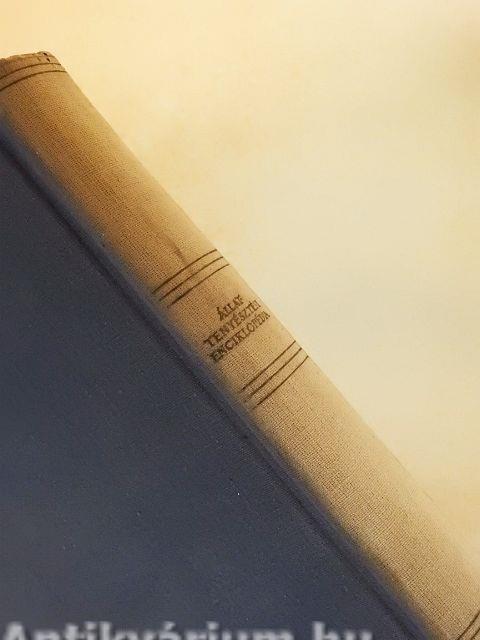 ÁLLAT-
TENYÉSZTÉSI
ENCIKLOPÉDIA
Antikvárium.hu